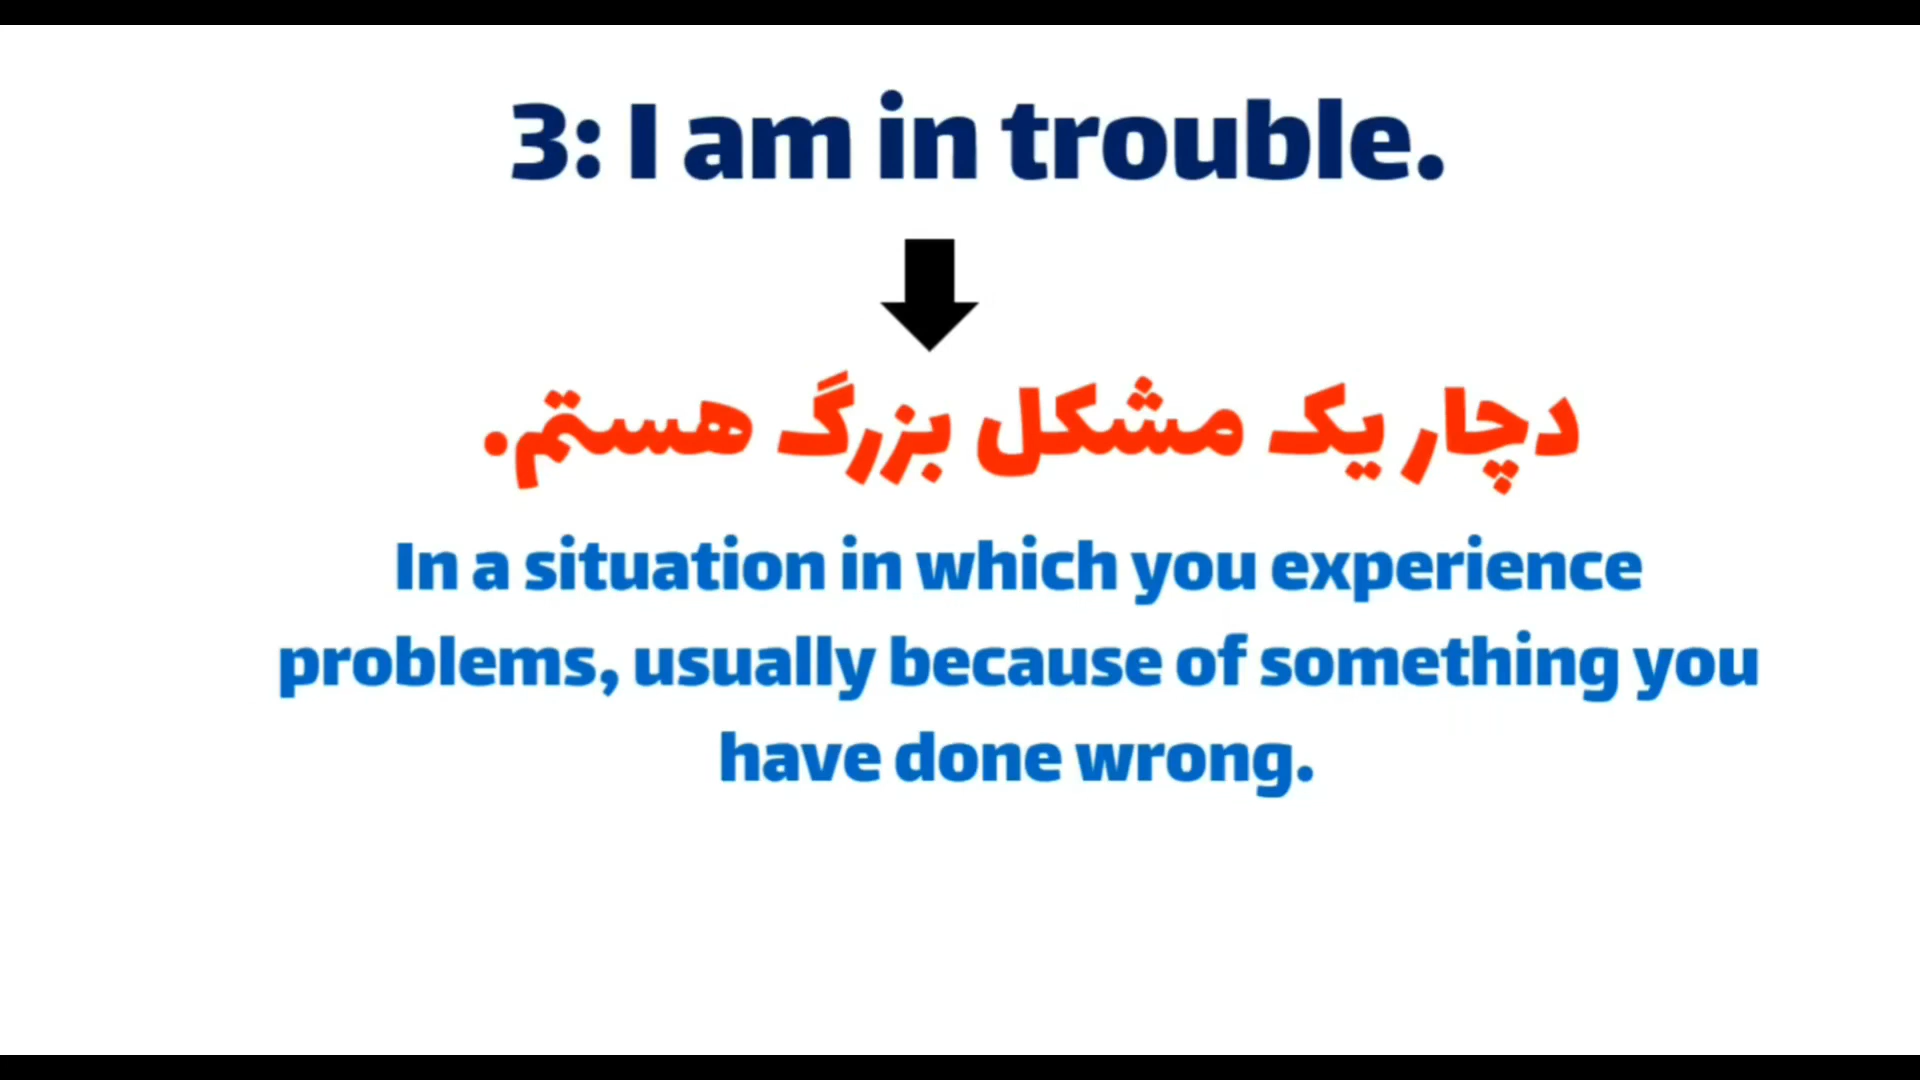 3: I am in trouble.
دچار یک مشکل بزرگ هستم.
In a situation in which you experience
problems, usually because of something you
have done wrong.